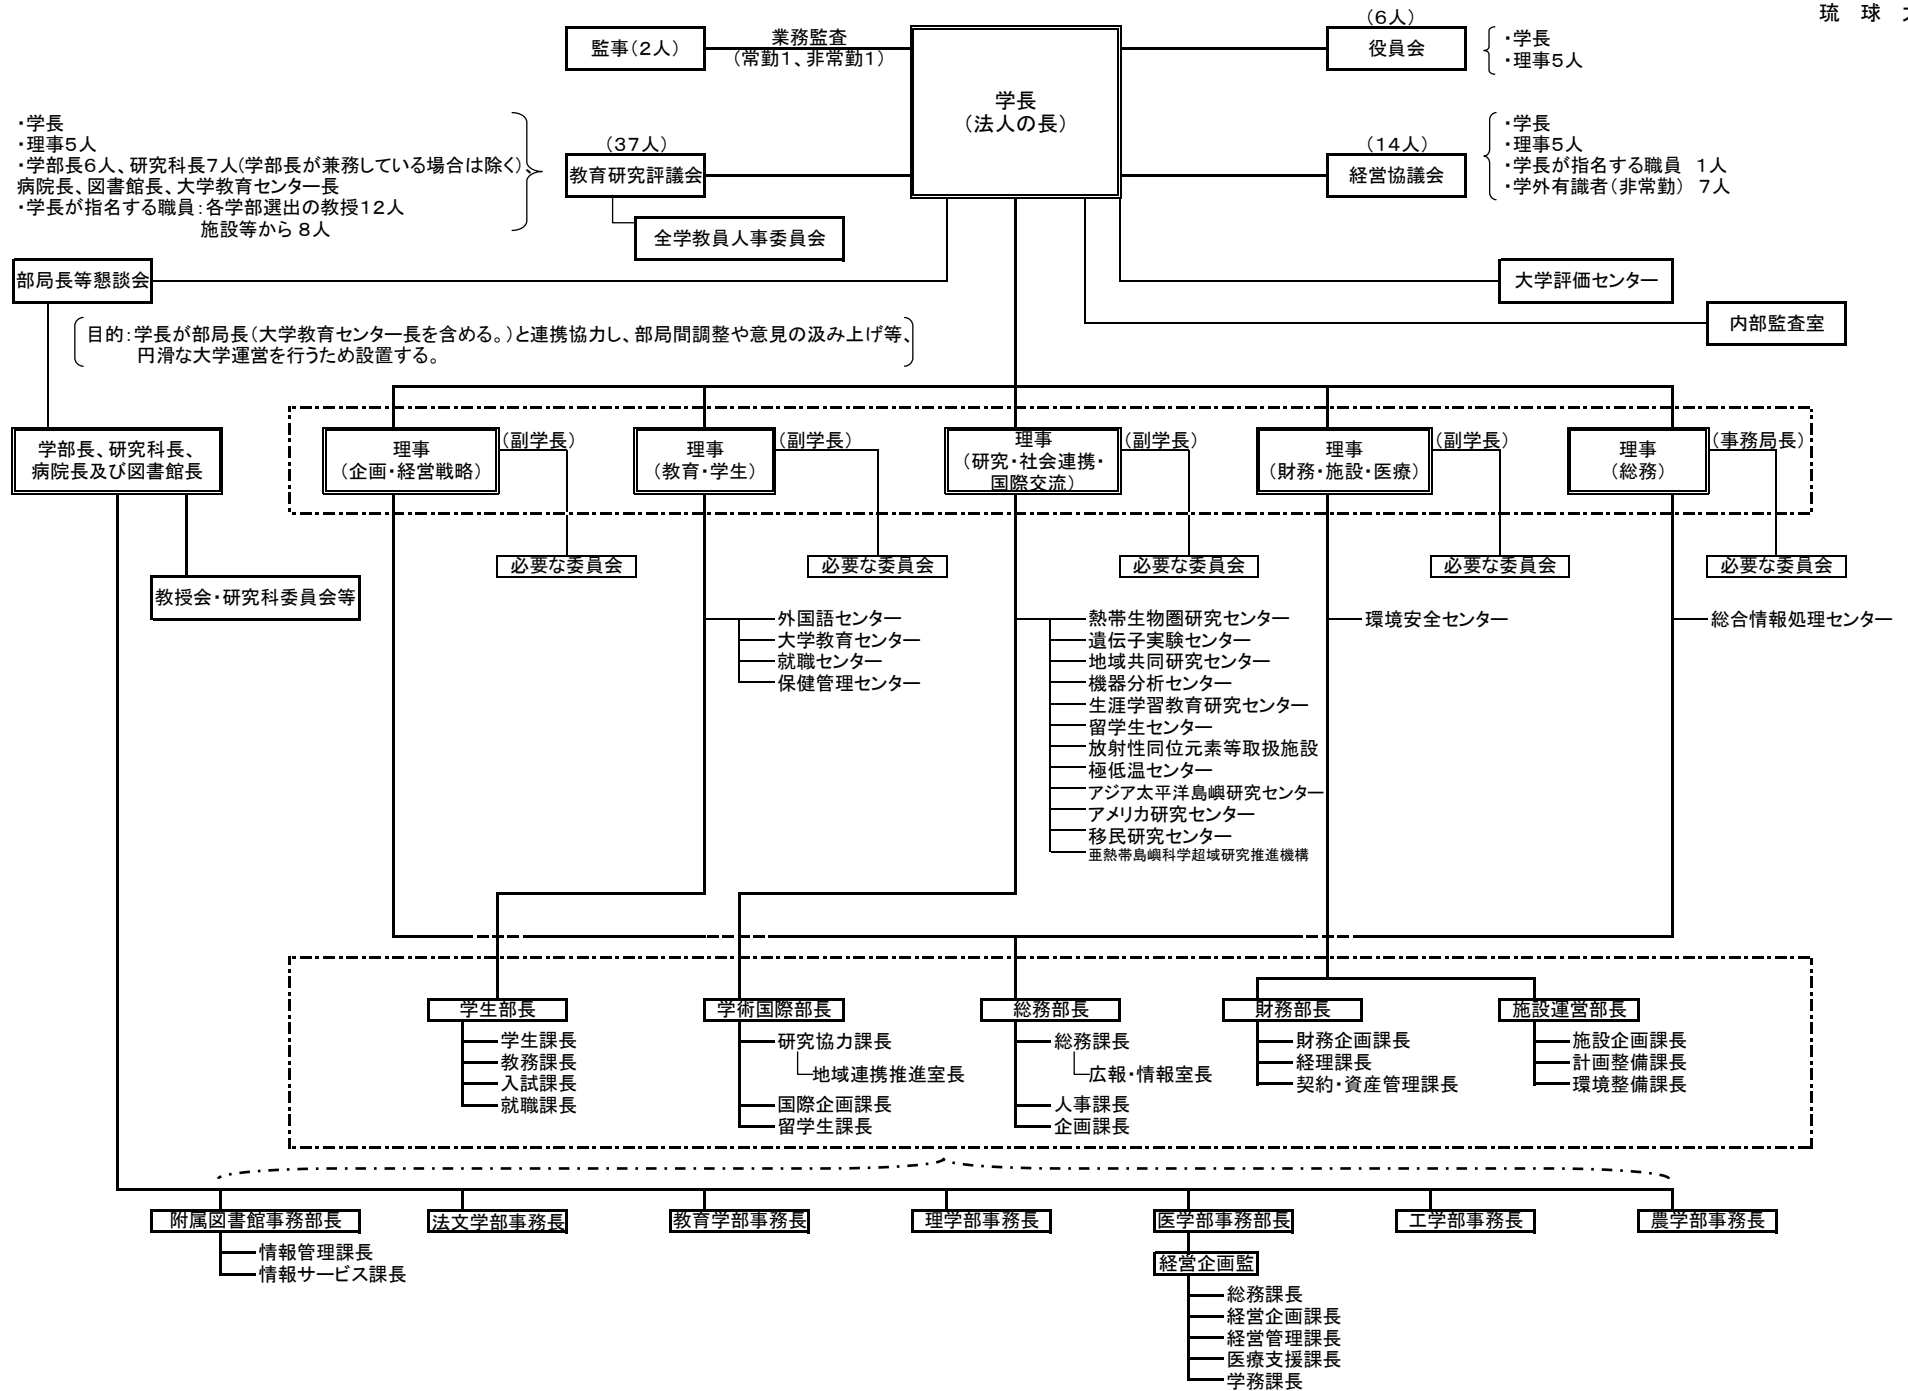 琉 球
監事(2人)
業務監査
(常勤1、非常勤1)
学長
(法人の長)
(6人)
役員会
・学長
・理事5人
・学長
・理事5人
・学部長6人、研究科長7人(学部長が兼務している場合は除く)、
病院長、図書館長、大学教育センター長
・学長が指名する職員:各学部選出の教授12人
施設等から 8人
(37人)
教育研究評議会
全学教員人事委員会
(14人)
経営協議会
・学長
・理事5人
・学長が指名する職員 1人
・学外有識者(非常勤) 7人
部局長等懇談会
大学評価センター
内部監査室
目的:学長が部局長(大学教育センター長を含める。)と連携協力し、部局間調整や意見の汲み上げ等、
円滑な大学運営を行うため設置する。
学部長、研究科長、
病院長及び図書館長
教授会・研究科委員会等
理事
(企画・経営戦略)
(副学長)
必要な委員会
理事
(教育・学生)
(副学長)
必要な委員会
理事
(研究・社会連携・
国際交流)
(副学長)
必要な委員会
理事
(財務・施設・医療)
(副学長)
必要な委員会
理事
(総務)
(事務局長)
必要な委員会
外国語センター
大学教育センター
就職センター
保健管理センター
熱帯生物圏研究センター
遺伝子実験センター
地域共同研究センター
機器分析センター
生涯学習教育研究センター
留学生センター
放射性同位元素等取扱施設
極低温センター
アジア太平洋島嶼研究センター
アメリカ研究センター
移民研究センター
亜熱帯島嶼科学超域研究推進機構
環境安全センター
総合情報処理センター
学生部長
学生課長
教務課長
入試課長
就職課長
学術国際部長
研究協力課長
地域連携推進室長
国際企画課長
留学生課長
総務部長
総務課長
広報・情報室長
人事課長
企画課長
財務部長
財務企画課長
経理課長
契約・資産管理課長
施設運営部長
施設企画課長
計画整備課長
環境整備課長
附属図書館事務部長
情報管理課長
情報サービス課長
法文学部事務長
教育学部事務長
理学部事務長
医学部事務部長
経営企画監
総務課長
経営企画課長
経営管理課長
医療支援課長
学務課長
工学部事務長
農学部事務長